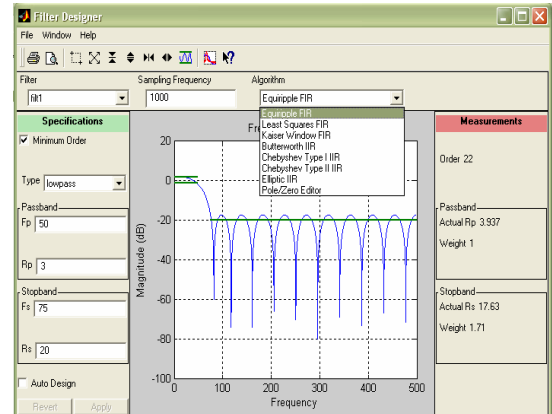 Filter Designer
File Window Help
Filter
filt1
Sampling Frequency
1000
Algorithm
Equiripple FIR
Equiripple FIR
Least Squares FIR
Kaiser Window FIR
Butterworth IIR
Chebyshev Type I IIR
Chebyshev Type II IIR
Elliptic IIR
Pole/Zero Editor
Specifications
Minimum Order
Type lowpass
Passband
Fp 50
Rp 3
Stopband
Fs 75
Rs 20
Auto Design
Revert Apply
Magnitude (dB)
20
0
-20
-40
-60
-80
-100
0 100 200 300 400 500
Frequency
Measurements
Order 22
Passband
Actual Rp 3.937
Weight 1
Stopband
Actual Rs 17.63
Weight 1.71